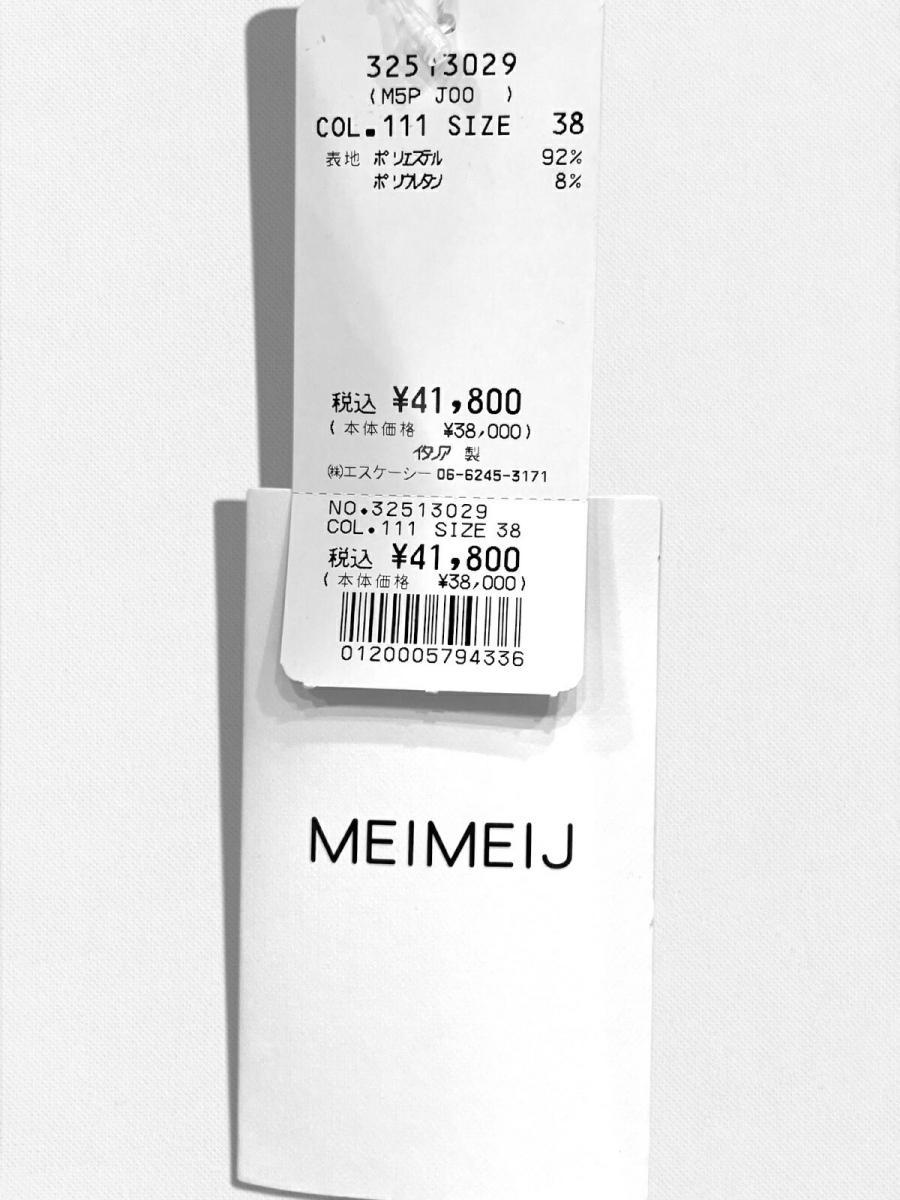 32513029
(M5P J00 )
COL.111 SIZE 38
表地 ポリエステル 92%
ポリウレタン 8%
税込 ¥41,800
(本体価格 ¥38,000)
イタリア 製
㈱エスケーシー 06-6245-3171
NO.32513029
COL.111 SIZE 38
税込 ¥41,800
(本体価格 ¥38,000)
0120005794336
MEIMEIJ